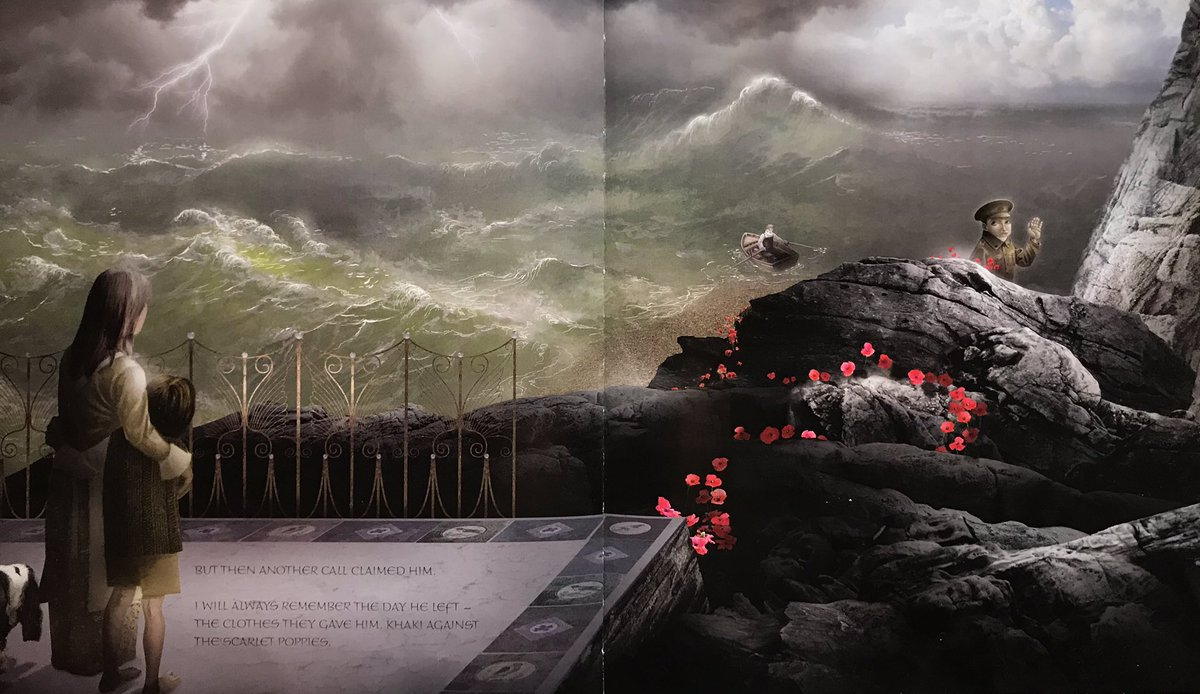 BUT THEN ANOTHER CALL CLAIMED HIM.
I WILL ALWAYS REMEMBER THE DAY HE LEFT –
THE CLOTHES THEY GAVE HIM, KHAKI AGAINST
THE SCARLET POPPIES.